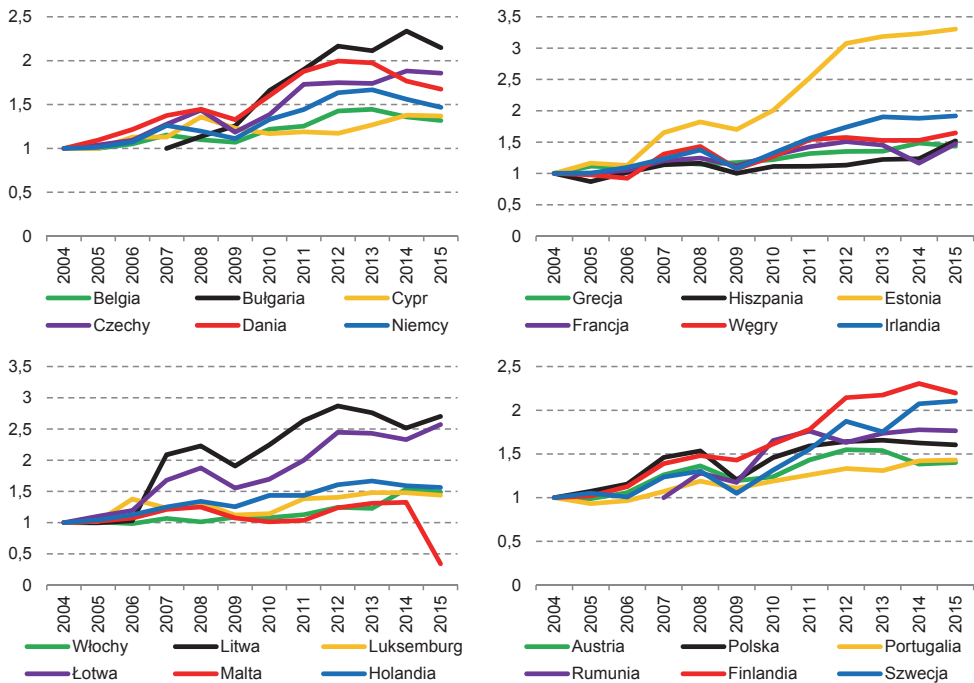 2,5
2
1,5
1
0,5
0
2004 2005 2006 2007 2008 2009 2010 2011 2012 2013 2014 2015
Belgia Bułgaria Cypr
Czechy Dania Niemcy
3,5
3
2,5
2
1,5
1
0,5
0
2004 2005 2006 2007 2008 2009 2010 2011 2012 2013 2014 2015
Grecja Hiszpania Estonia
Francja Węgry Irlandia
3,5
3
2,5
2
1,5
1
0,5
0
2004 2005 2006 2007 2008 2009 2010 2011 2012 2013 2014 2015
Włochy Litwa Luksemburg
Łotwa Malta Holandia
2,5
2
1,5
1
0,5
0
2004 2005 2006 2007 2008 2009 2010 2011 2012 2013 2014 2015
Austria Polska Portugalia
Rumunia Finlandia Szwecja